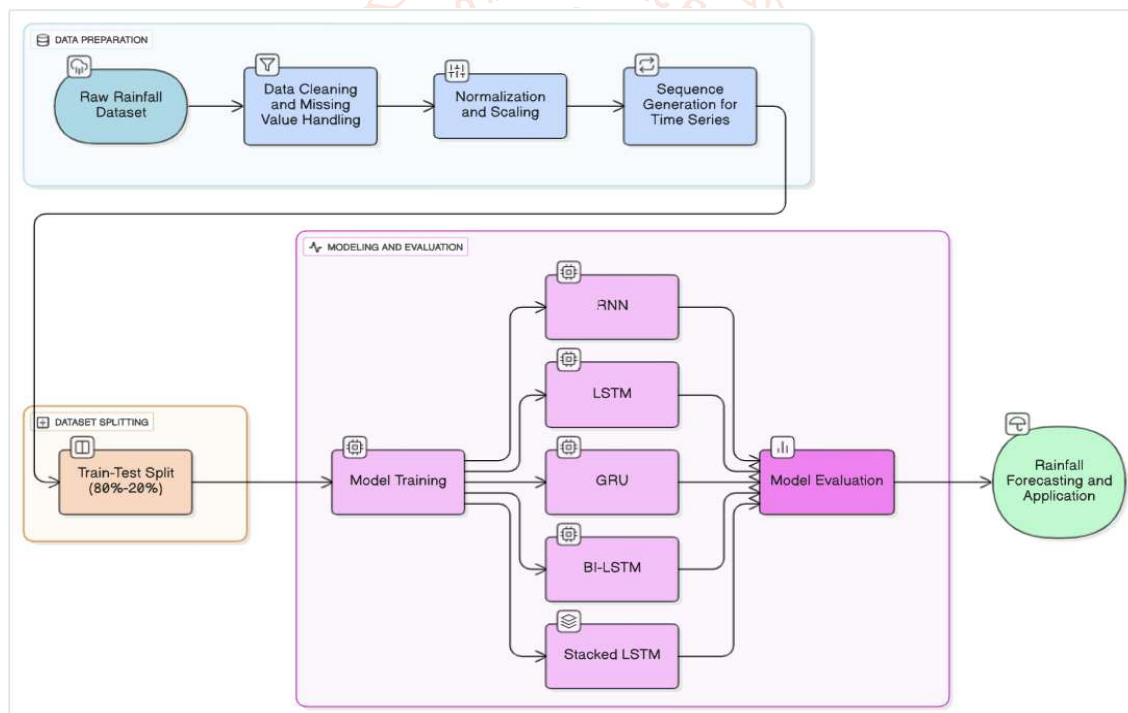 DATA PREPARATION
Raw Rainfall
Dataset
Data Cleaning
and Missing
Value Handling
Normalization
and Scaling
Sequence
Generation for
Time Series
MODELING AND EVALUATION
RNN
LSTM
DATASET SPLITTING
Train-Test Split
(80%-20%)
Model Training
GRU
Model Evaluation
Rainfall
Forecasting and
Application
BI-LSTM
Stacked LSTM